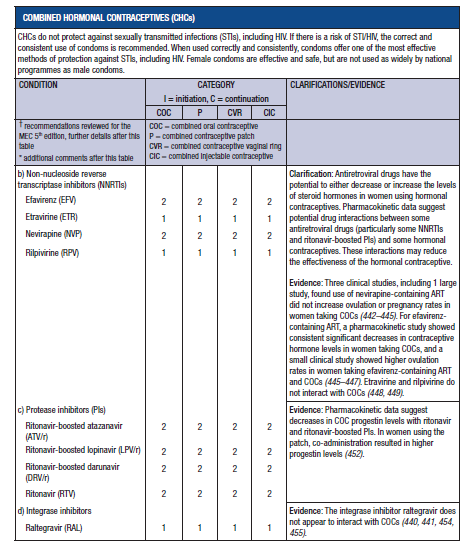 COMBINED HORMONAL CONTRACEPTIVES (CHCs)
CHCs do not protect against sexually transmitted infections (STIs), including HIV. If there is a risk of STI/HIV, the correct and
consistent use of condoms is recommended. When used correctly and consistently, condoms offer one of the most effective
methods of protection against STIs, including HIV. Female condoms are effective and safe, but are not used as widely by national
programmes as male condoms.
CONDITION
CATEGORY
I = initiation, C = continuation
CLARIFICATIONS/EVIDENCE
COC P CVR CIC
‡ recommendations reviewed for the
MEC 5th edition, further details after this
table
* additional comments after this table
COC = combined oral contraceptive
P = combined contraceptive patch
CVR = combined contraceptive vaginal ring
CIC = combined injectable contraceptive
b) Non-nucleoside reverse
transcriptase inhibitors (NNRTIs)
Efavirenz (EFV) 2 2 2 2
Etravirine (ETR) 1 1 1 1
Nevirapine (NVP) 2 2 2 2
Rilpivirine (RPV) 1 1 1 1
Clarification: Antiretroviral drugs have the
potential to either decrease or increase the levels
of steroid hormones in women using hormonal
contraceptives. Pharmacokinetic data suggest
potential drug interactions between some
antiretroviral drugs (particularly some NNRTIs
and ritonavir-boosted PIs) and some hormonal
contraceptives. These interactions may reduce
the effectiveness of the hormonal contraceptive.
Evidence: Three clinical studies, including 1 large
study, found use of nevirapine-containing ART
did not increase ovulation or pregnancy rates in
women taking COCs (442–445). For efavirenz-
containing ART, a pharmacokinetic study showed
consistent significant decreases in contraceptive
hormone levels in women taking COCs, and a
small clinical study showed higher ovulation
rates in women taking efavirenz-containing ART
and COCs (445–447). Etravirine and rilpivirine do
not interact with COCs (448, 449).
c) Protease inhibitors (PIs)
Ritonavir-boosted atazanavir
(ATV/r) 2 2 2 2
Ritonavir-boosted lopinavir (LPV/r) 2 2 2 2
Ritonavir-boosted darunavir
(DRV/r) 2 2 2 2
Ritonavir (RTV) 2 2 2 2
Evidence: Pharmacokinetic data suggest
decreases in COC progestin levels with ritonavir
and ritonavir-boosted PIs. In women using the
patch, co-administration resulted in higher
progestin levels (452).
d) Integrase inhibitors
Raltegravir (RAL) 1 1 1 1
Evidence: The integrase inhibitor raltegravir does
not appear to interact with COCs (440, 441, 454,
455).